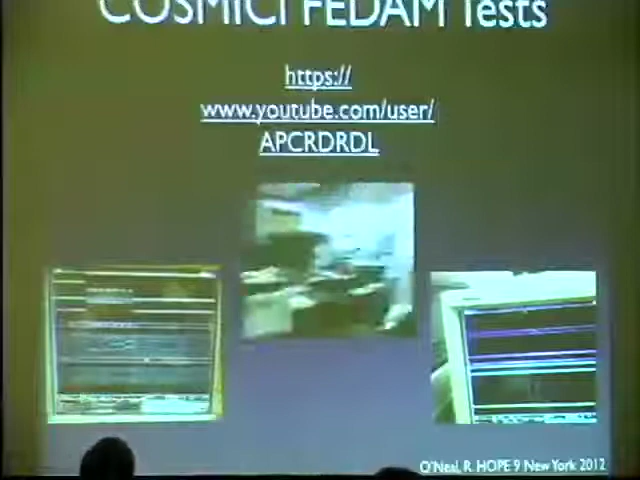 COSMICi FEDAM Tests
https://
www.youtube.com/user/
APCRDRDL
O'Neal, R. HOPE 9 New York 2012